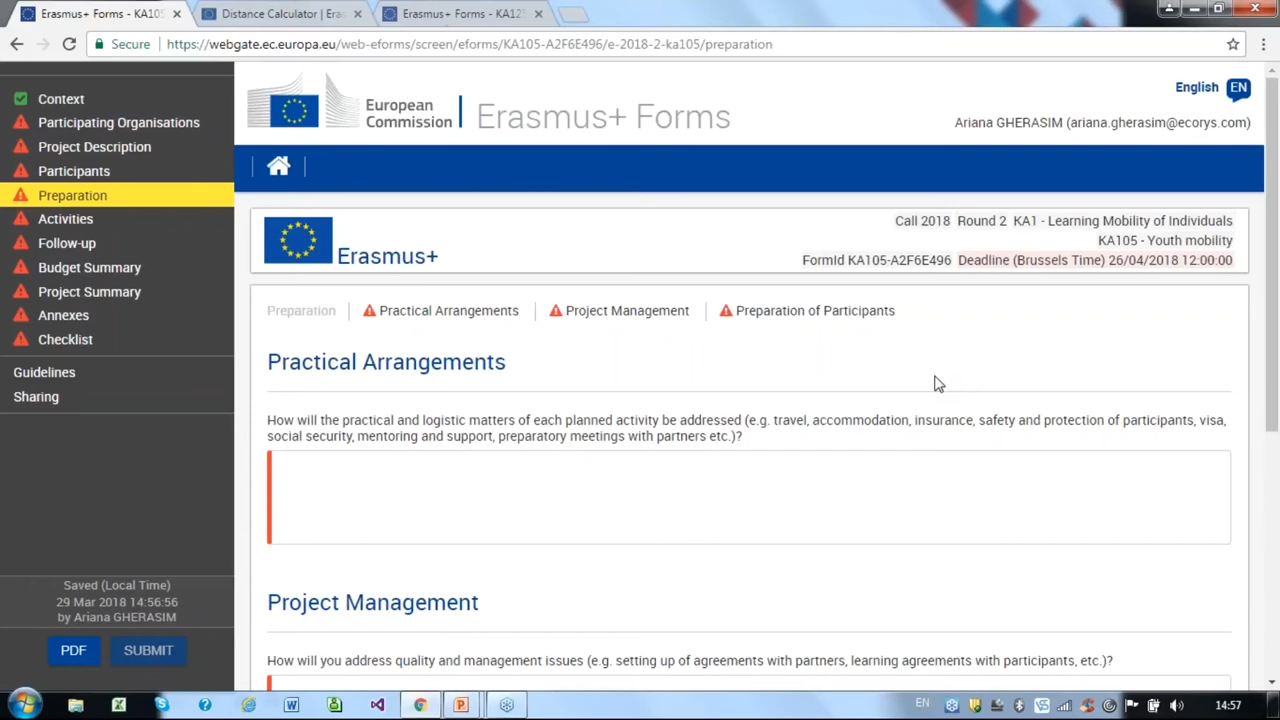 Erasmus+ Forms - KA105
Distance Calculator | Eras
Erasmus+ Forms - KA125
Secure
https://webgate.ec.europa.eu/web-eforms/screen/eforms/KA105-A2F6E496/e-2018-2-ka105/preparation
Context
Participating Organisations
Project Description
Participants
Preparation
Activities
Follow-up
Budget Summary
Project Summary
Annexes
Checklist
Guidelines
Sharing
Saved (Local Time)
29 Mar 2018 14:56:56
by Ariana GHERASIM
PDF
SUBMIT
European
Commission
Erasmus+ Forms
English EN
Ariana GHERASIM (ariana.gherasim@ecorys.com)
Erasmus+
Call 2018 Round 2 KA1 - Learning Mobility of Individuals
KA105 - Youth mobility
FormId KA105-A2F6E496 Deadline (Brussels Time) 26/04/2018 12:00:00
Preparation
Practical Arrangements
Project Management
Preparation of Participants
Practical Arrangements
How will the practical and logistic matters of each planned activity be addressed (e.g. travel, accommodation, insurance, safety and protection of participants, visa,
social security, mentoring and support, preparatory meetings with partners etc.)?
Project Management
How will you address quality and management issues (e.g. setting up of agreements with partners, learning agreements with participants, etc.)?
EN
14:57